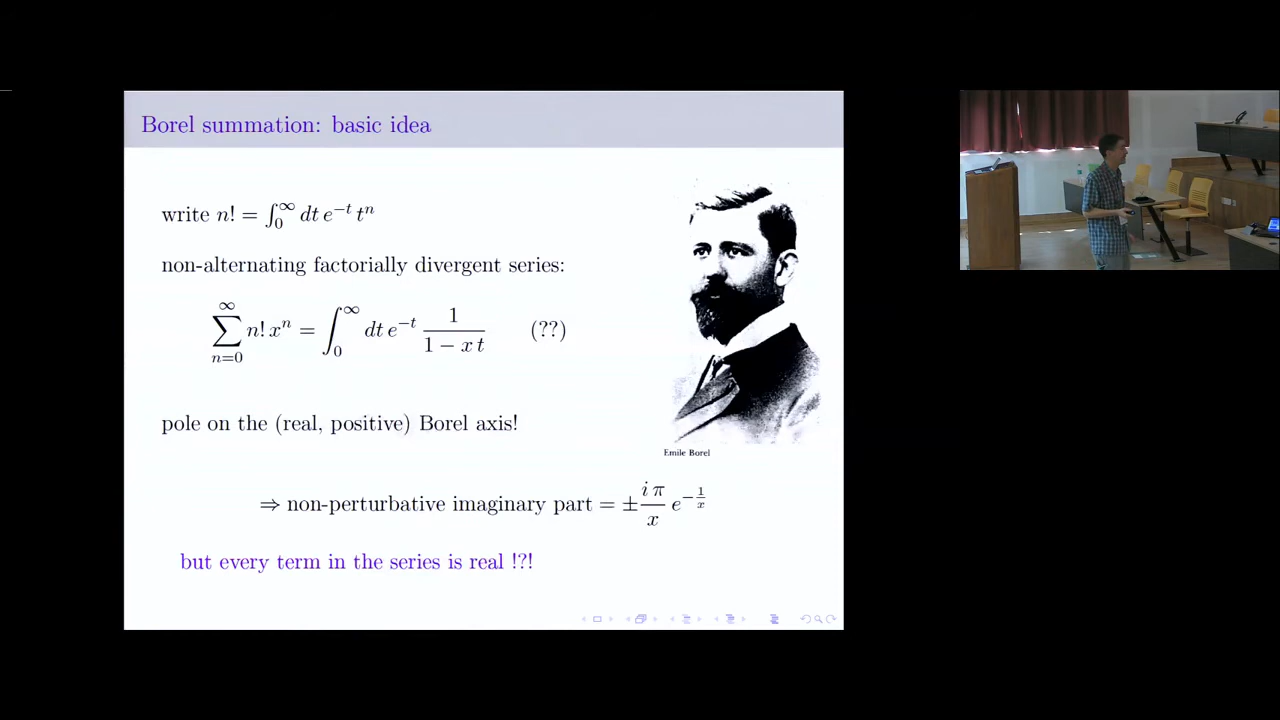 Borel summation: basic idea
write n! = ∫₀^∞ dt e^{−t} tⁿ
non-alternating factorially divergent series:
∑_{n=0}^{∞} n! xⁿ = ∫₀^∞ dt e^{−t} 1/(1 − x t) (??)
pole on the (real, positive) Borel axis!
Emile Borel
⇒ non-perturbative imaginary part = ± (i π / x) e^{−1/x}
but every term in the series is real !?!